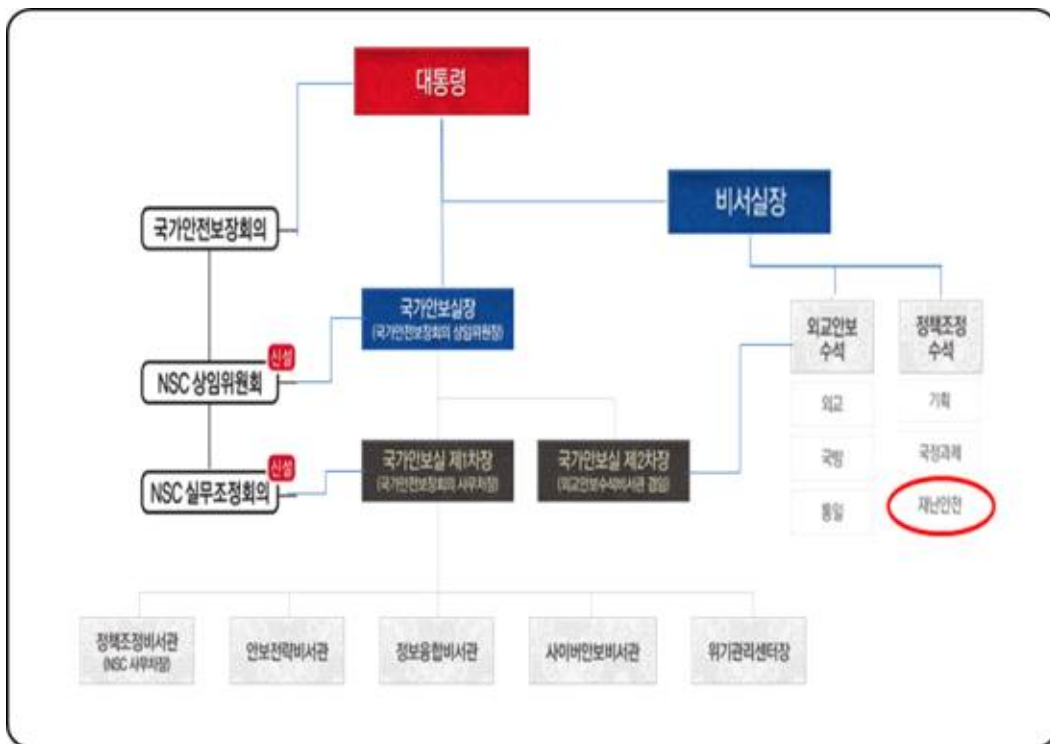 대통령
비서실장
국가안전보장회의
국가안보실장
(국가안전보장회의 상임위원장)
외교안보
수석
정책조정
수석
신설
NSC 상임위원회
외교
기획
국가안보실 제1차장
(국가안전보장회의 사무처장)
국가안보실 제2차장
(외교안보수석비서관 겸임)
국방
국정과제
신설
NSC 실무조정회의
통일
재난안전
정책조정비서관
(NSC 사무차장)
안보전략비서관
정보융합비서관
사이버안보비서관
위기관리센터장